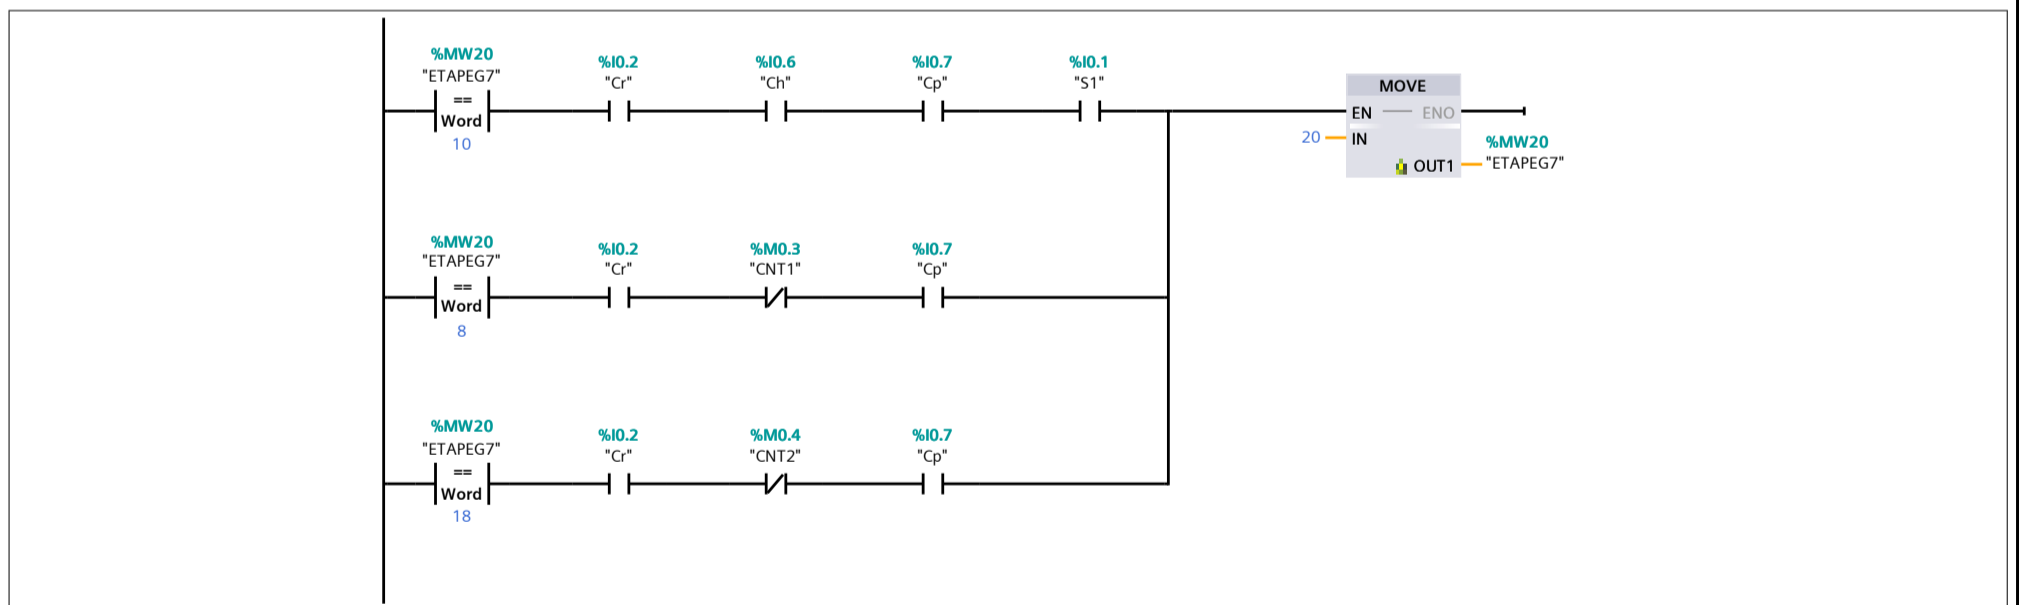 %MW20
"ETAPEG7"
==
Word
10
%I0.2
"Cr"
%I0.6
"Ch"
%I0.7
"Cp"
%I0.1
"S1"
MOVE
EN
ENO
20
IN
OUT1
%MW20
"ETAPEG7"
%MW20
"ETAPEG7"
==
Word
8
%I0.2
"Cr"
%M0.3
"CNT1"
%I0.7
"Cp"
%MW20
"ETAPEG7"
==
Word
18
%I0.2
"Cr"
%M0.4
"CNT2"
%I0.7
"Cp"